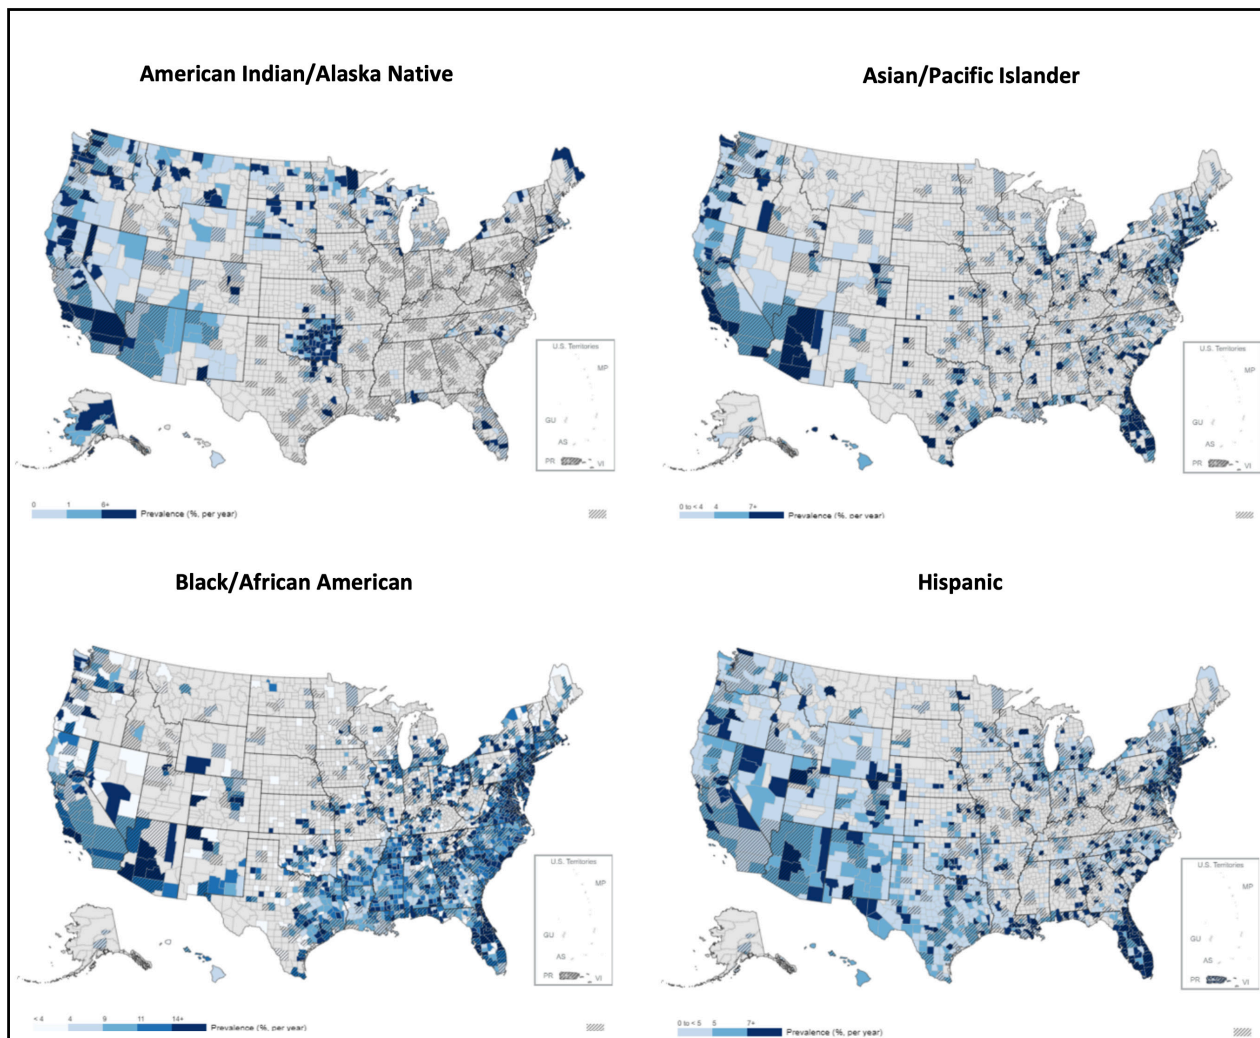 American Indian/Alaska Native
Asian/Pacific Islander
U.S. Territories
MP
GU
AS
PR
VI
U.S. Territories
MP
GU
AS
PR
VI
0 1 6+
Prevalence (%, per year)
0 to < 4 4 7+
Prevalence (%, per year)
Black/African American
Hispanic
U.S. Territories
MP
GU
AS
PR
VI
U.S. Territories
MP
GU
AS
PR
VI
< 4 4 9 11 14+
Prevalence (%, per year)
0 to < 5 5 7+
Prevalence (%, per year)